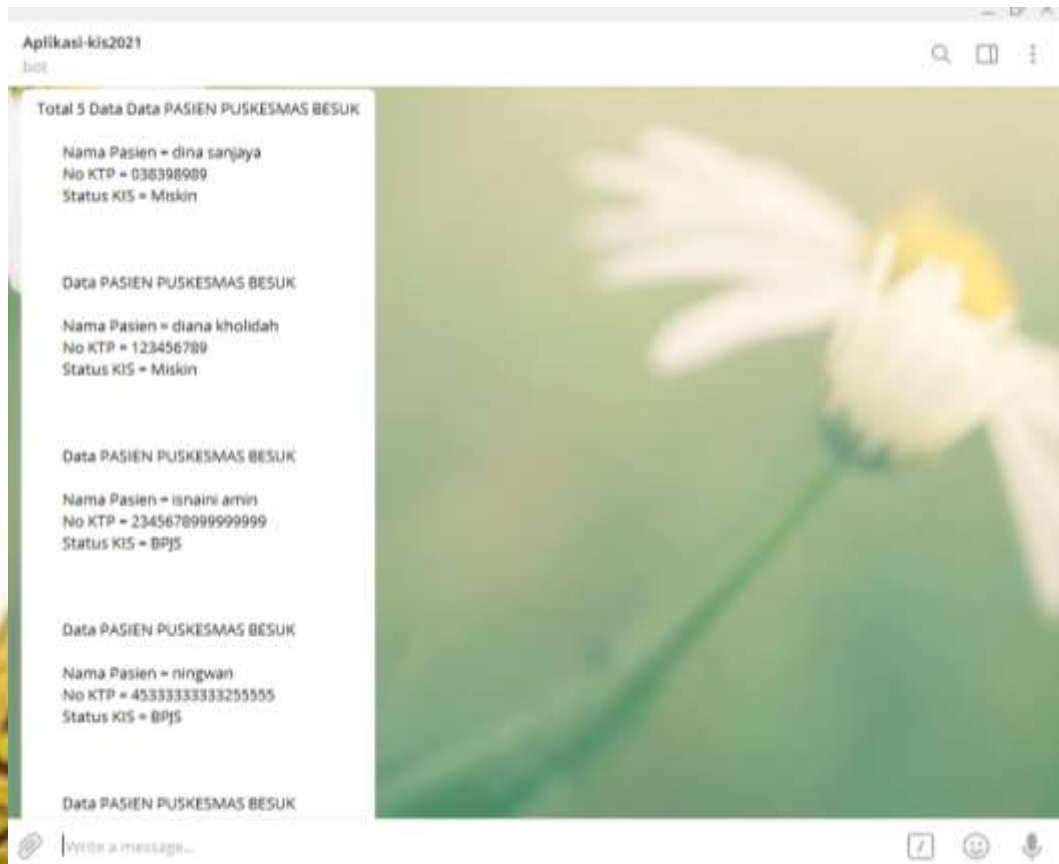 Aplikasi-kis2021
bot
Total 5 Data Data PASIEN PUSKESMAS BESUK
Nama Pasien = dina sanjaya
No KTP = 038398989
Status KIS = Miskin
Data PASIEN PUSKESMAS BESUK
Nama Pasien = diana kholidah
No KTP = 123456789
Status KIS = Miskin
Data PASIEN PUSKESMAS BESUK
Nama Pasien = isnaini amin
No KTP = 2345678999999999
Status KIS = BPJS
Data PASIEN PUSKESMAS BESUK
Nama Pasien = ningwan
No KTP = 45333333333255555
Status KIS = BPJS
Data PASIEN PUSKESMAS BESUK
Write a message...